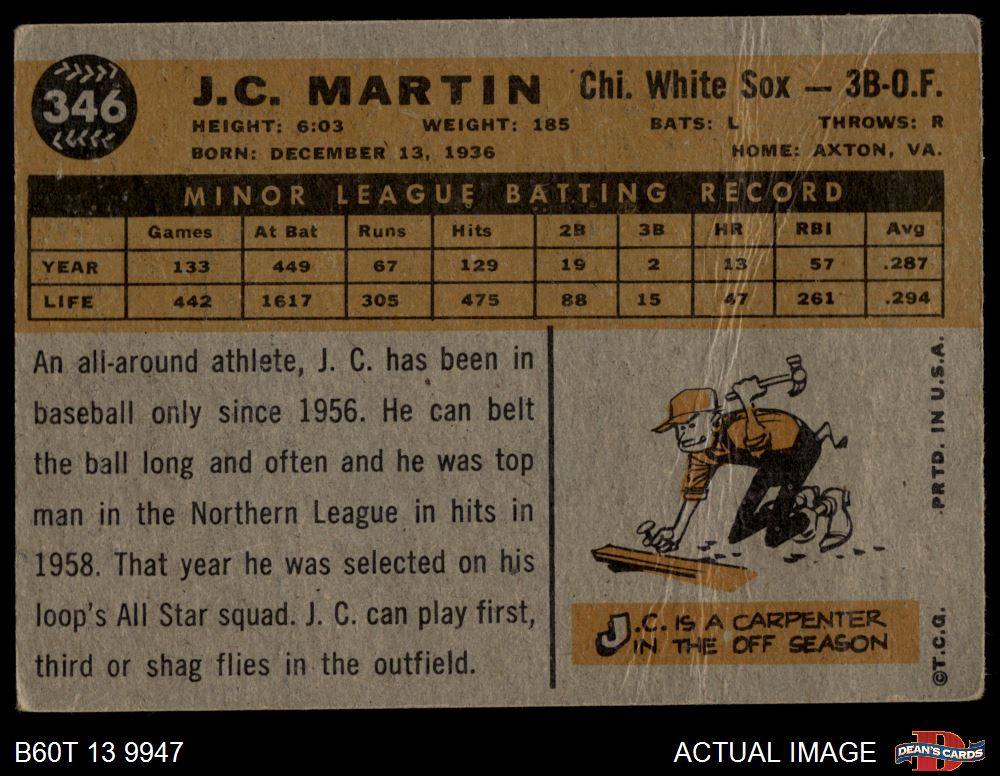 346
J.C. MARTIN Chi. White Sox — 3B-O.F.
HEIGHT: 6:03 WEIGHT: 185 BATS: L THROWS: R
BORN: DECEMBER 13, 1936 HOME: AXTON, VA.
MINOR LEAGUE BATTING RECORD
Games At Bat Runs Hits 2B 3B HR RBI Avg
YEAR 133 449 67 129 19 2 13 57 .287
LIFE 442 1617 305 475 88 15 47 261 .294
An all-around athlete, J. C. has been in
baseball only since 1956. He can belt
the ball long and often and he was top
man in the Northern League in hits in
1958. That year he was selected on his
loop's All Star squad. J. C. can play first,
third or shag flies in the outfield.
J.C. IS A CARPENTER
IN THE OFF SEASON
©T.C.G. PRTD. IN U.S.A.
B60T 13 9947 ACTUAL IMAGE
D
DEAN'S CARDS